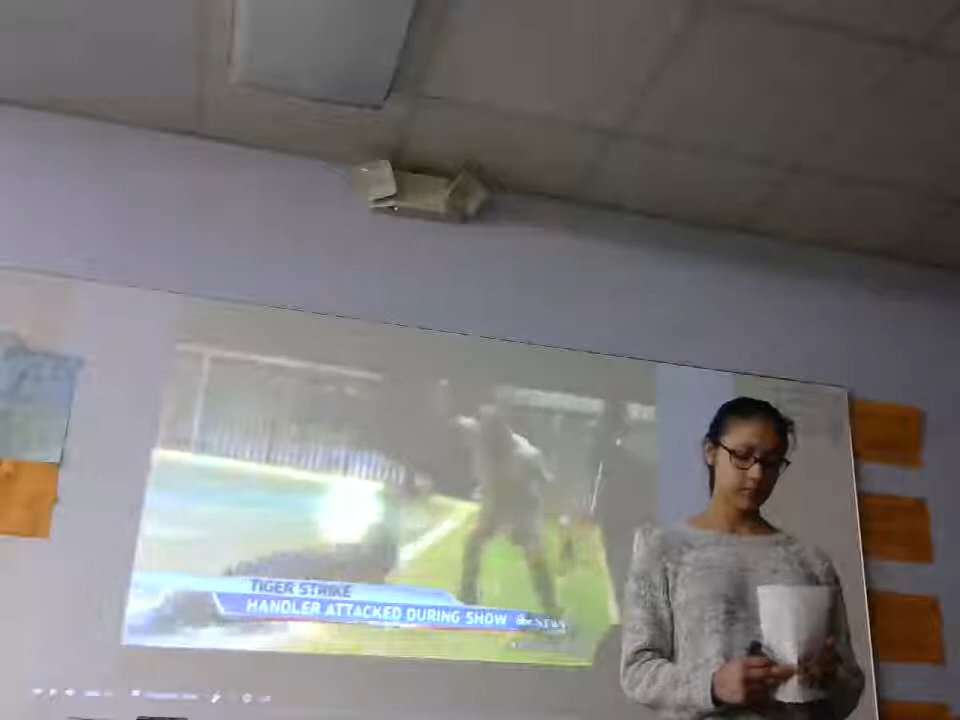 TIGER STRIKE
HANDLER ATTACKED DURING SHOW
abc NEWS